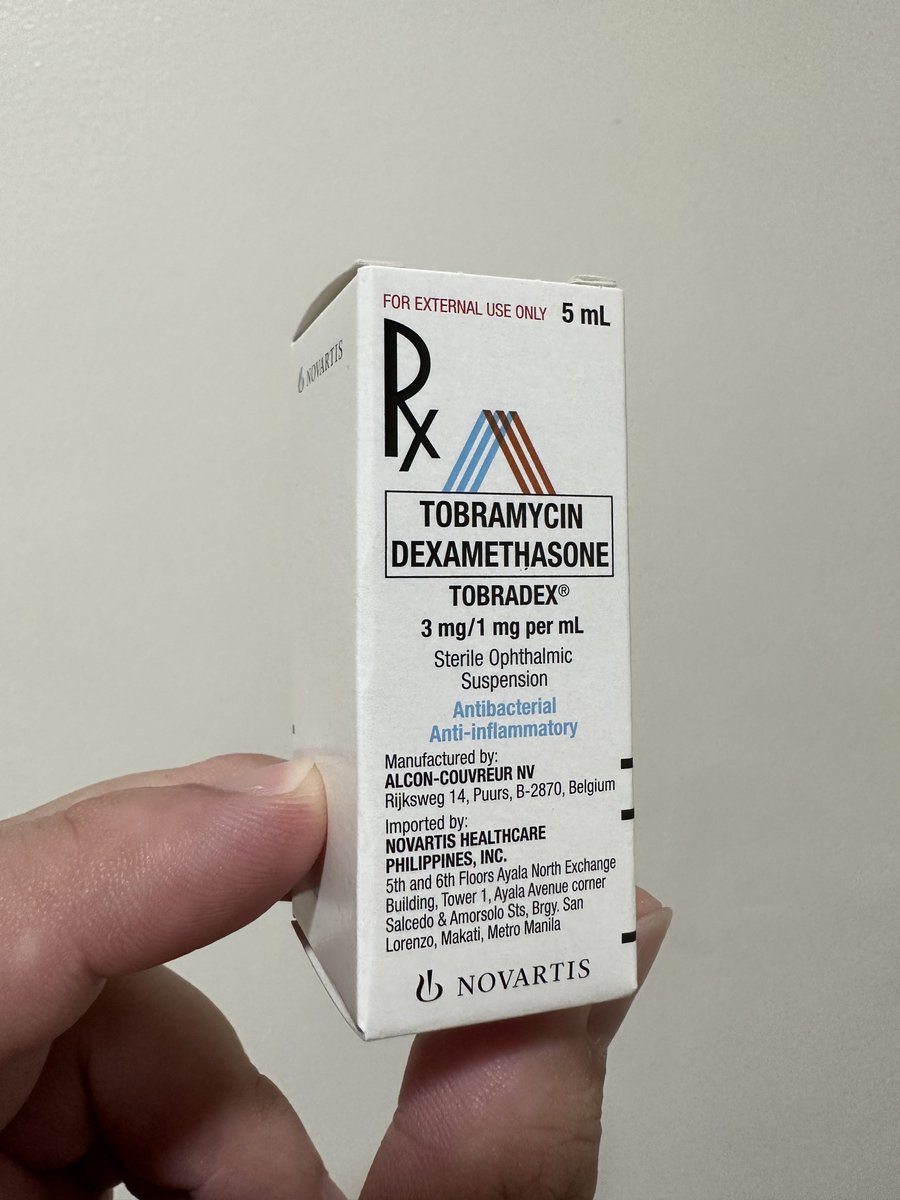 NOVARTIS
FOR EXTERNAL USE ONLY 5 mL
Rx
TOBRAMYCIN
DEXAMETHASONE
TOBRADEX®
3 mg/1 mg per mL
Sterile Ophthalmic
Suspension
Antibacterial
Anti-inflammatory
Manufactured by:
ALCON-COUVREUR NV
Rijksweg 14, Puurs, B-2870, Belgium
Imported by:
NOVARTIS HEALTHCARE
PHILIPPINES, INC.
5th and 6th Floors Ayala North Exchange
Building, Tower 1, Ayala Avenue corner
Salcedo & Amorsolo Sts, Brgy. San
Lorenzo, Makati, Metro Manila
NOVARTIS